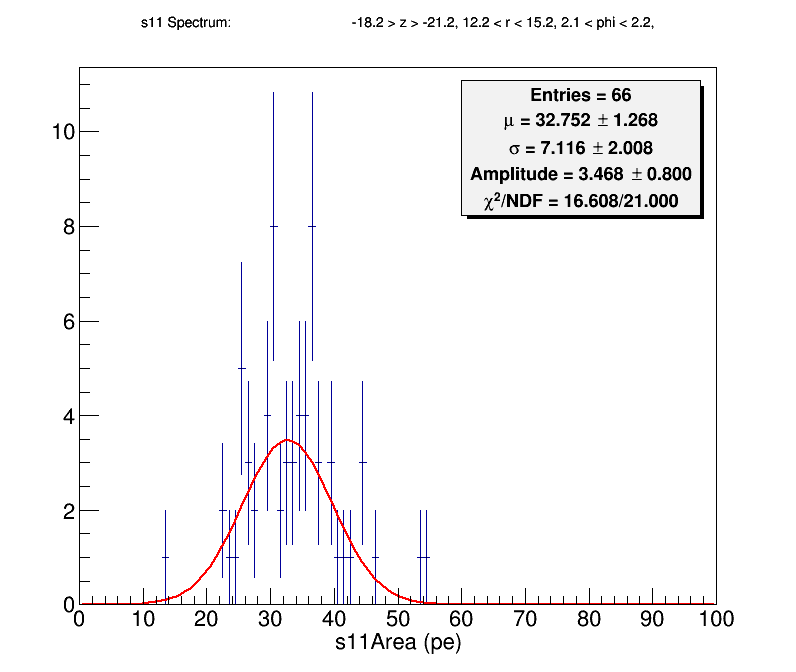 s11 Spectrum: -18.2 > z > -21.2, 12.2 < r < 15.2, 2.1 < phi < 2.2,
Entries = 66
μ = 32.752 ± 1.268
σ = 7.116 ± 2.008
Amplitude = 3.468 ± 0.800
χ²/NDF = 16.608/21.000
10
8
6
4
2
0
0 10 20 30 40 50 60 70 80 90 100
s11Area (pe)